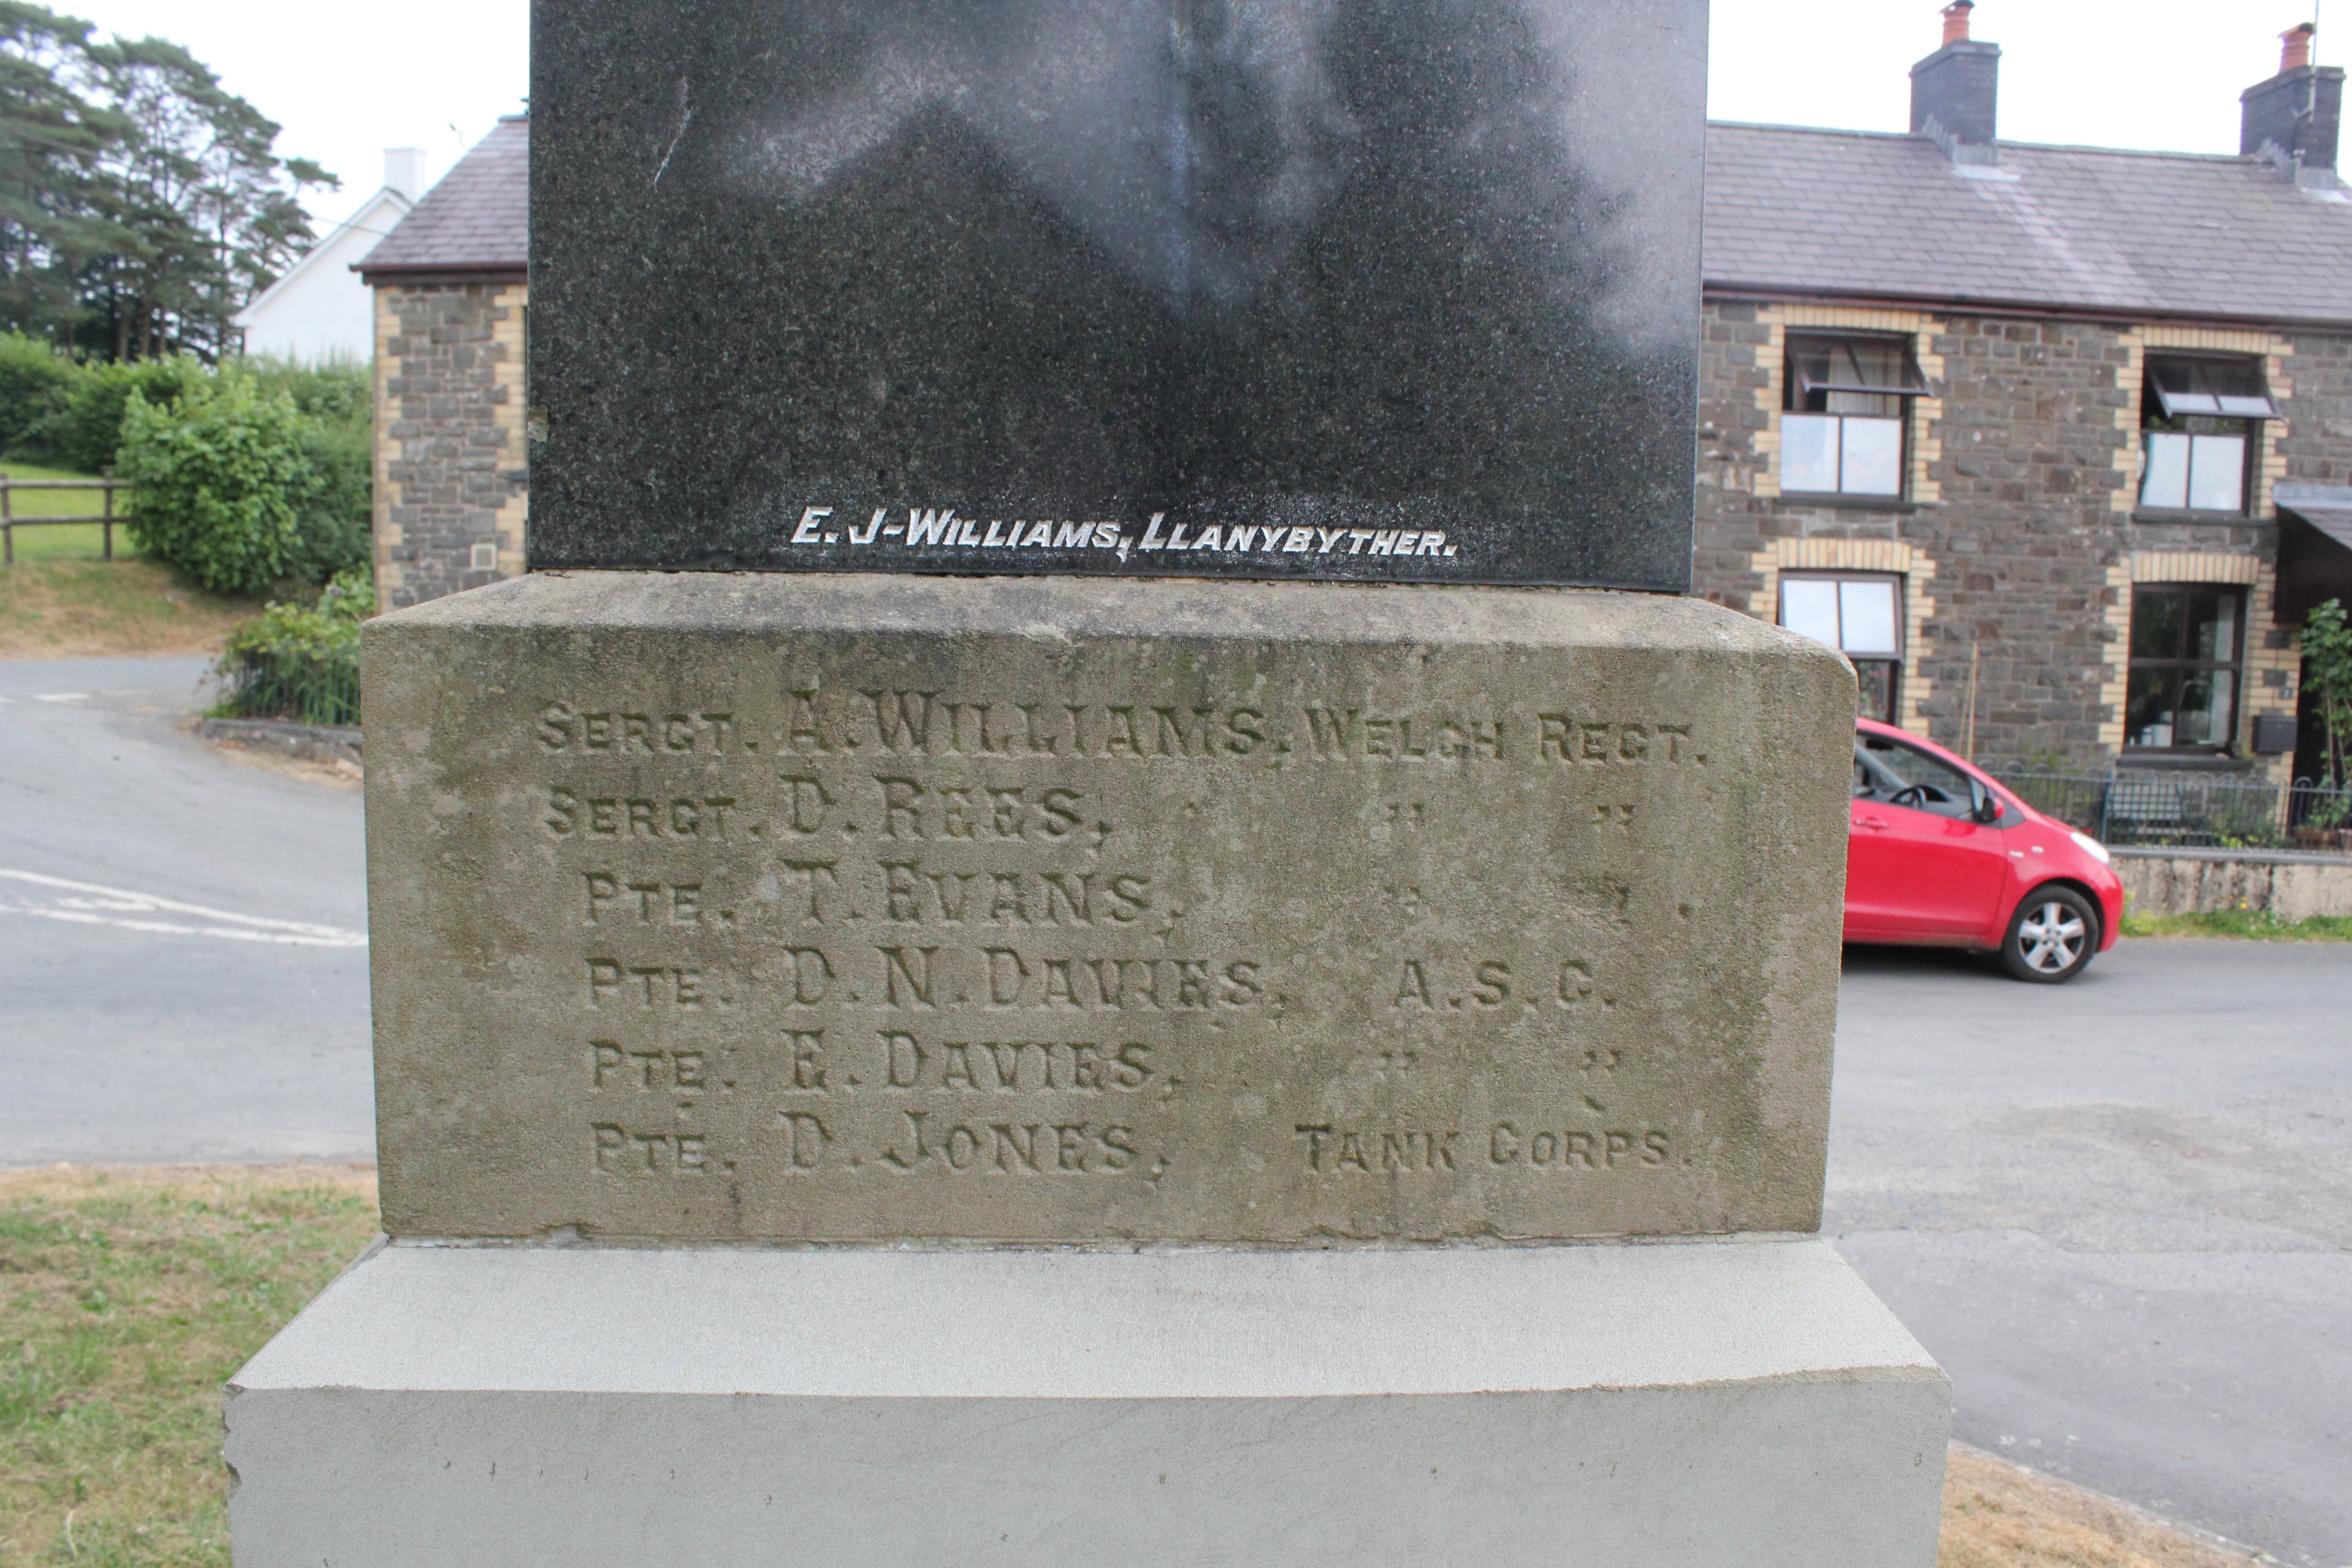 E. J-WILLIAMS, LLANYBYTHER.
SERGT. A. WILLIAMS, WELCH REGT.
SERGT. D. REES, " "
PTE. T. EVANS, " " .
PTE. D. N. DAVIES, A.S.C.
PTE. E. DAVIES, " "
PTE. D. JONES, TANK CORPS.